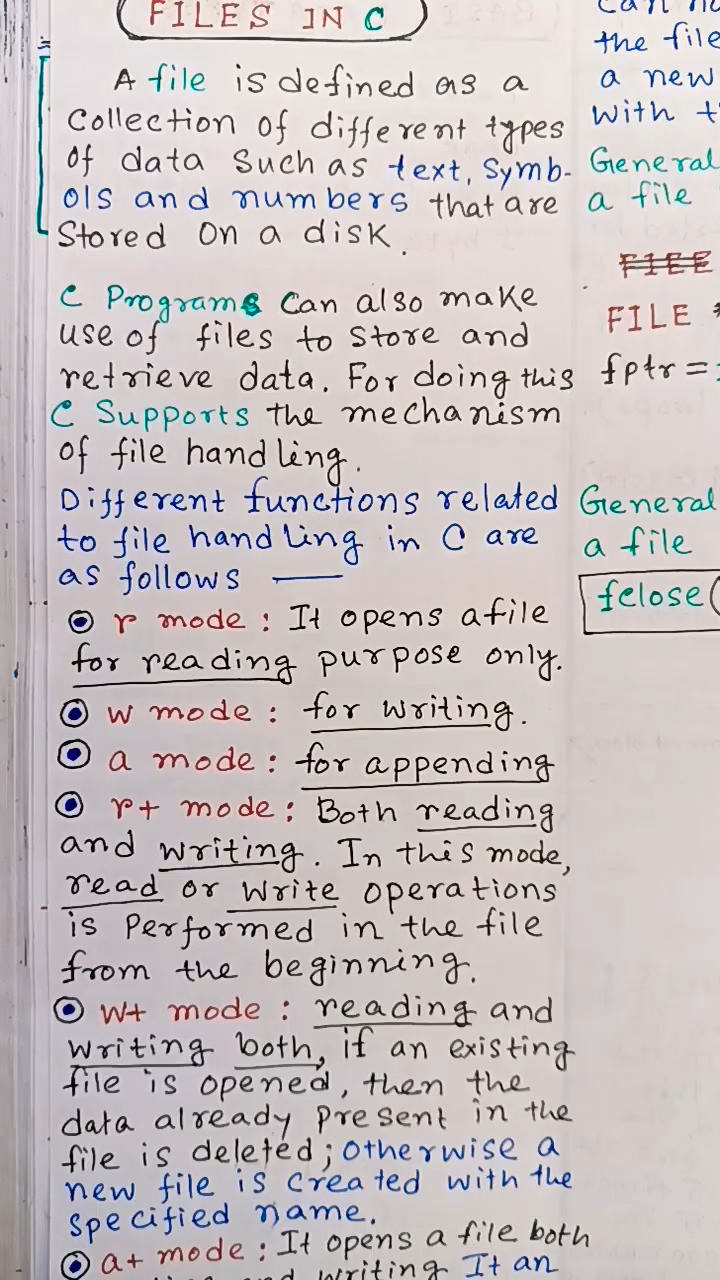 FILES IN C
A file is defined as a
Collection of different types
of data Such as text, Symb-
ols and numbers that are
Stored on a disk.
C Programs Can also make
use of files to Store and
retrieve data. For doing this
C Supports the mechanism
of file handling.
Different functions related
to file handling in C are
as follows —
r mode : It opens a file
for reading purpose only.
w mode : for writing.
a mode : for appending
r+ mode : Both reading
and writing. In this mode,
read or write operations
is Performed in the file
from the beginning.
w+ mode : reading and
writing both, if an existing
file is opened, then the
data already present in the
file is deleted; otherwise a
new file is created with the
specified name.
a+ mode : It opens a file both
and writing It an
the file
a new
with
General
a file
FILE
fptr =
General
a file
fclose(